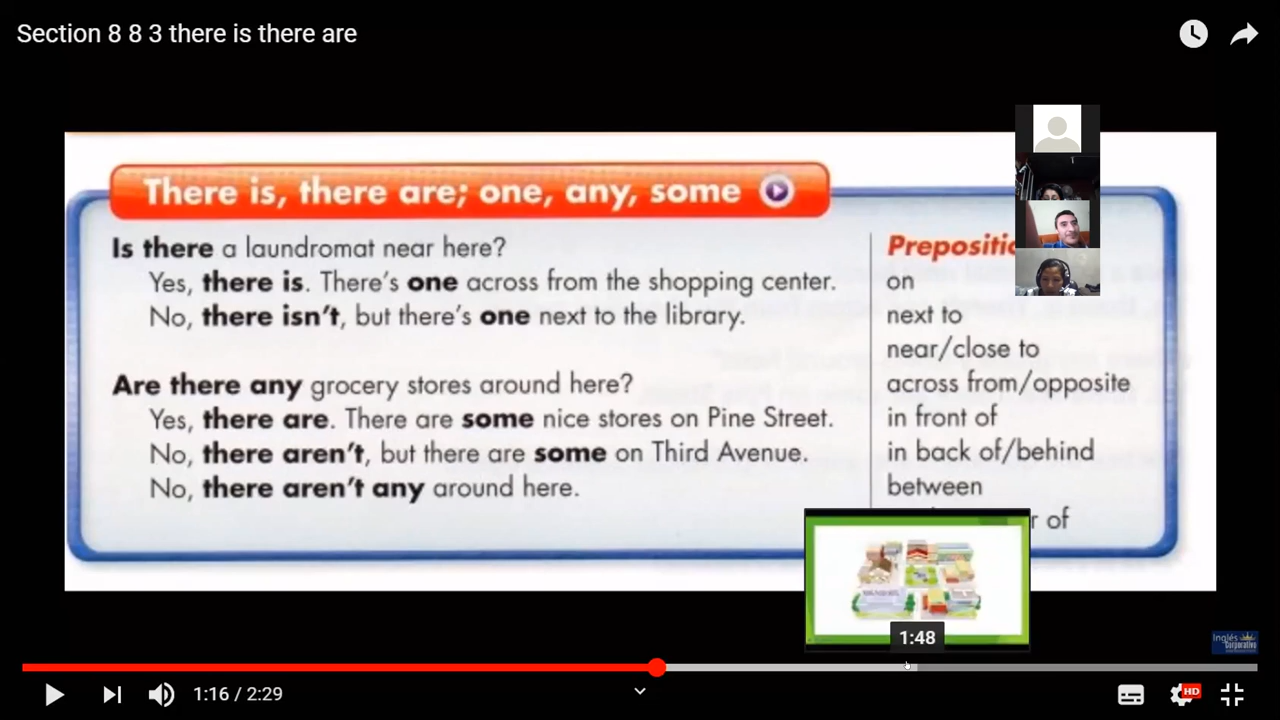 Section 8 8 3 there is there are
There is, there are; one, any, some
Is there a laundromat near here?
Yes, there is. There's one across from the shopping center.
No, there isn't, but there's one next to the library.
Are there any grocery stores around here?
Yes, there are. There are some nice stores on Pine Street.
No, there aren't, but there are some on Third Avenue.
No, there aren't any around here.
on
next to
near/close to
across from/opposite
in front of
in back of/behind
between
of
1:48
Inglés
Corporativo
1:16 / 2:29
HD